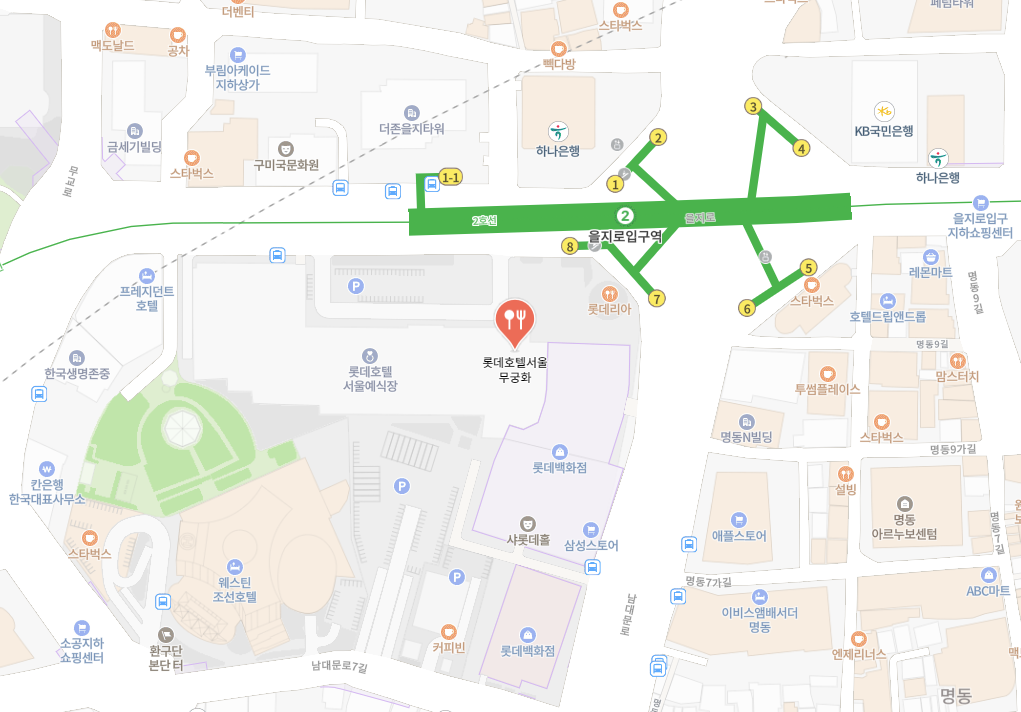 더벤티
스타벅스
스타벅스
페럼타워
맥도날드
공차
빽다방
부림아케이드
지하상가
더존을지타워
금세기빌딩
구미국문화원
스타벅스
하나은행
KB국민은행
하나은행
무교로
1-1
1
2
3
4
2호선
2
을지로
을지로입구역
을지로입구
지하쇼핑센터
8
7
5
6
P
프레지던트
호텔
롯데리아
스타벅스
레몬마트
호텔드립앤드롭
명동9길
명동9길
롯데호텔서울
무궁화
롯데호텔
서울예식장
한국생명존중
투썸플레이스
맘스터치
명동N빌딩
스타벅스
명동9가길
롯데백화점
칸은행
한국대표사무소
P
설빙
명동
아르누보센텀
샤롯데홀
삼성스토어
애플스토어
스타벅스
명동7길
웨스틴
조선호텔
P
명동7가길
ABC마트
이비스앰배서더
명동
남대문로
소공지하
쇼핑센터
환구단
본단 터
커피빈
롯데백화점
엔제리너스
남대문로7길
명동